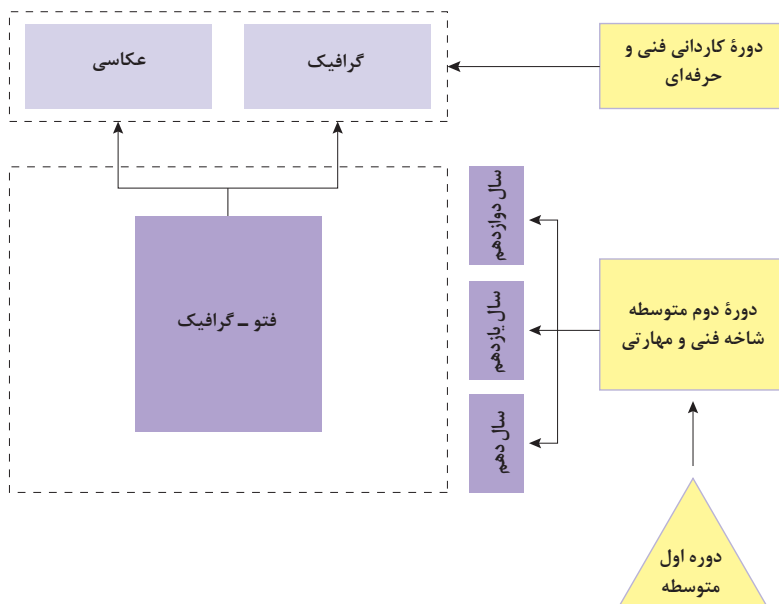 دورهٔ کاردانی فنی و
حرفه‌ای
گرافیک
عکاسی
دورهٔ دوم متوسطه
شاخه فنی و مهارتی
سال دوازدهم
سال یازدهم
سال دهم
فتو ـ گرافیک
دوره اول
متوسطه